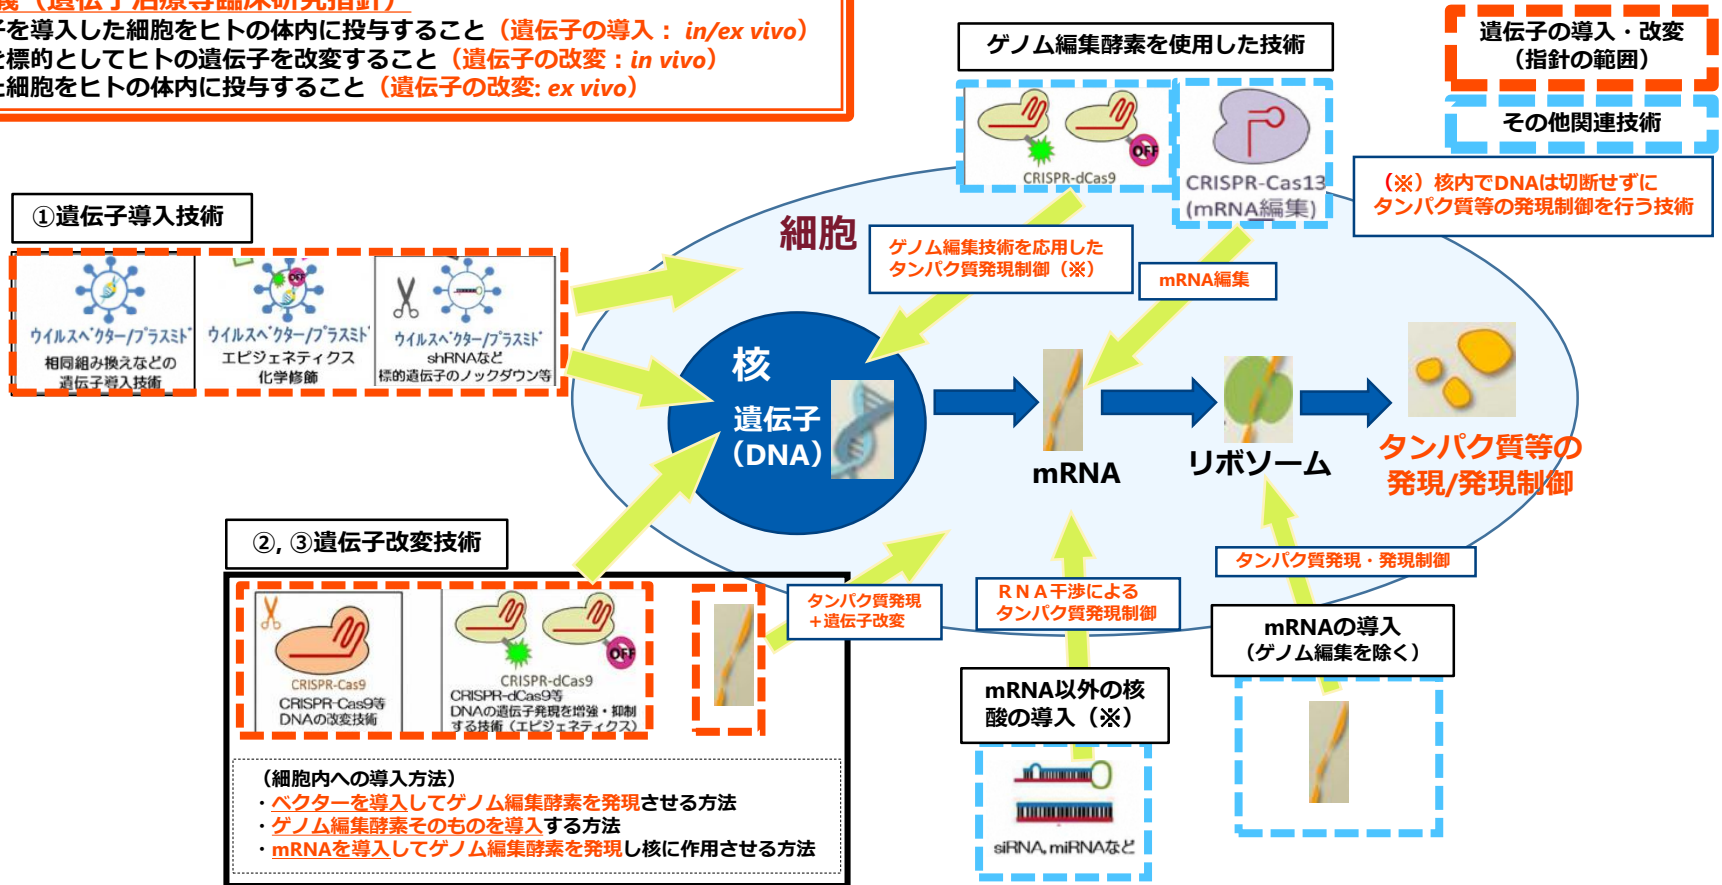 義（遺伝子治療等臨床研究指針）
子を導入した細胞をヒトの体内に投与すること（遺伝子の導入： in/ex vivo）
を標的としてヒトの遺伝子を改変すること（遺伝子の改変：in vivo）
た細胞をヒトの体内に投与すること（遺伝子の改変: ex vivo）
ゲノム編集酵素を使用した技術
遺伝子の導入・改変
（指針の範囲）
その他関連技術
OFF
CRISPR-dCas9
CRISPR-Cas13
(mRNA編集)
（※）核内でDNAは切断せずに
タンパク質等の発現制御を行う技術
①遺伝子導入技術
細胞
ゲノム編集技術を応用した
タンパク質発現制御（※）
mRNA編集
OFF
ウイルスベクター/プラスミド
相同組み換えなどの
遺伝子導入技術
ウイルスベクター/プラスミド
エピジェネティクス
化学修飾
ウイルスベクター/プラスミド
shRNAなど
標的遺伝子のノックダウン等
核
遺伝子
（DNA）
mRNA
リボソーム
タンパク質等の
発現/発現制御
②, ③遺伝子改変技術
CRISPR-Cas9
CRISPR-Cas9等
DNAの改変技術
OFF
CRISPR-dCas9
CRISPR-dCas9等
DNAの遺伝子発現を増強・抑制
する技術（エピジェネティクス）
タンパク質発現
＋遺伝子改変
ＲＮＡ干渉による
タンパク質発現制御
タンパク質発現・発現制御
mRNAの導入
（ゲノム編集を除く）
mRNA以外の核
酸の導入（※）
siRNA, miRNAなど
（細胞内への導入方法）
・ベクターを導入してゲノム編集酵素を発現させる方法
・ゲノム編集酵素そのものを導入する方法
・mRNAを導入してゲノム編集酵素を発現し核に作用させる方法